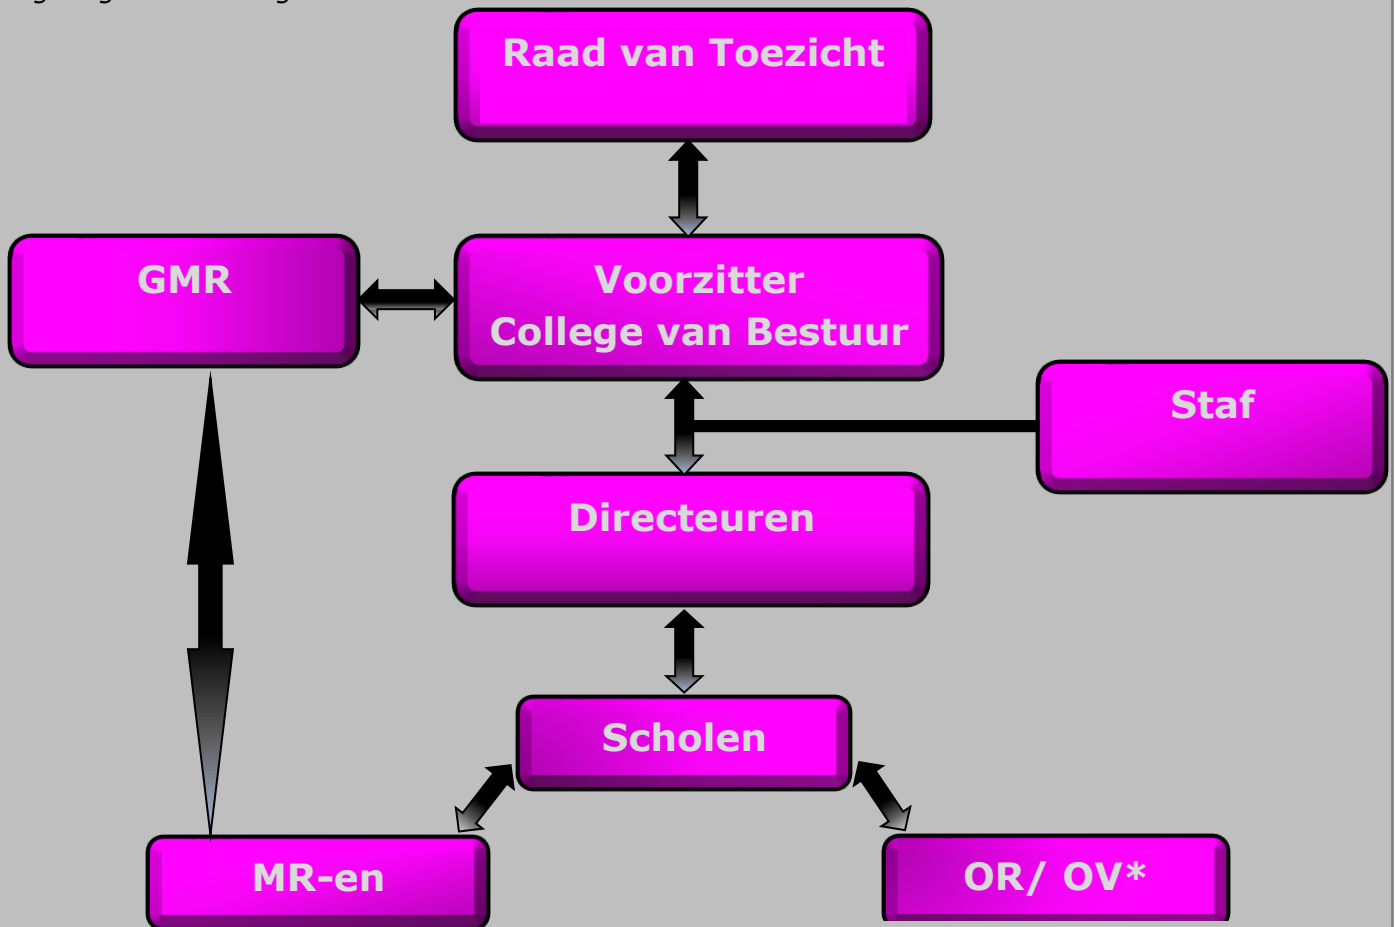 Raad van Toezicht
GMR
Voorzitter
College van Bestuur
Staf
Directeuren
Scholen
MR-en
OR/ OV*